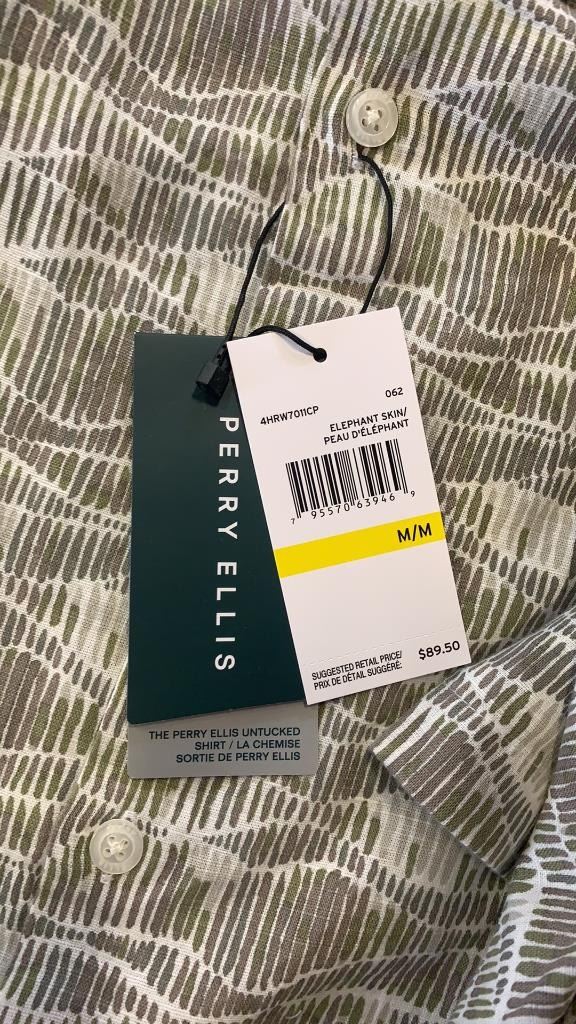 PERRY ELLIS
THE PERRY ELLIS UNTUCKED
SHIRT / LA CHEMISE
SORTIE DE PERRY ELLIS
062
4HRW7011CP
ELEPHANT SKIN/
PEAU D'ÉLÉPHANT
7 95570 63946 9
M/M
SUGGESTED RETAIL PRICE/
PRIX DE DÉTAIL SUGGÉRÉ:
$89.50